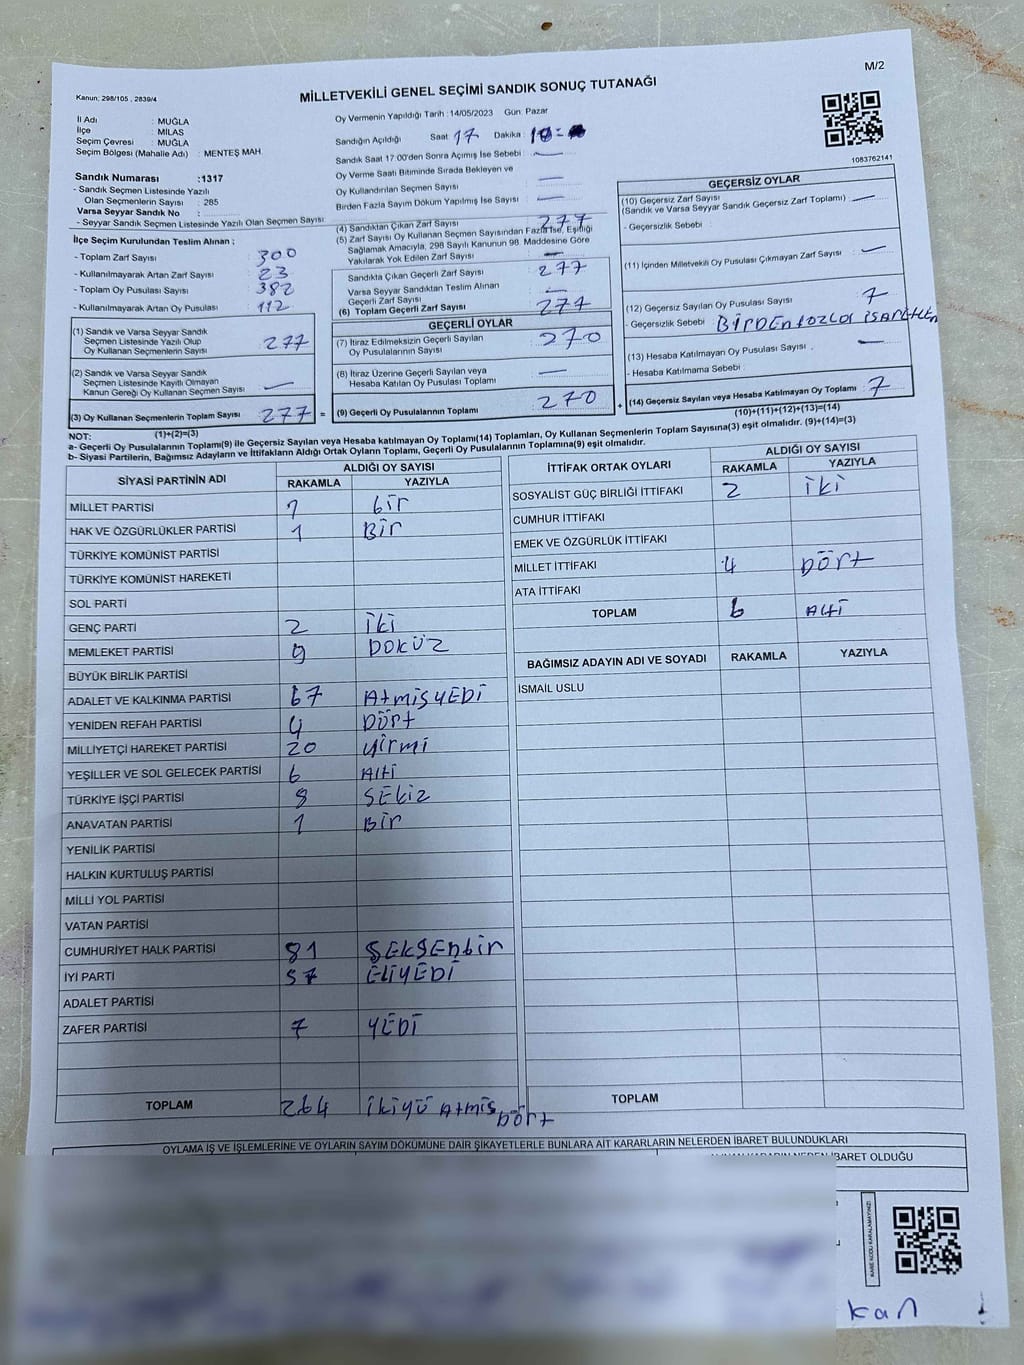 M/2
Kanun: 298/105 , 2839/4
MİLLETVEKİLİ GENEL SEÇİMİ SANDIK SONUÇ TUTANAĞI
İl Adı : MUĞLA
İlçe : MİLAS
Seçim Çevresi : MUĞLA
Seçim Bölgesi (Mahalle Adı) : MENTEŞ MAH.
Sandık Numarası :1317
- Sandık Seçmen Listesinde Yazılı
Olan Seçmenlerin Sayısı : 285
Varsa Seyyar Sandık No :
- Seyyar Sandık Seçmen Listesinde Yazılı Olan Seçmen Sayısı:
İlçe Seçim Kurulundan Teslim Alınan ;
- Toplam Zarf Sayısı 300
- Kullanılmayarak Artan Zarf Sayısı 23
- Toplam Oy Pusulası Sayısı 382
- Kullanılmayarak Artan Oy Pusulası 112
(1) Sandık ve Varsa Seyyar Sandık
Seçmen Listesinde Yazılı Olup
Oy Kullanan Seçmenlerin Sayısı 277
(2) Sandık ve Varsa Seyyar Sandık
Seçmen Listesinde Kayıtlı Olmayan
Kanun Gereği Oy Kullanan Seçmen Sayısı —
(3) Oy Kullanan Seçmenlerin Toplam Sayısı 277 =
(1)+(2)=(3)
Oy Vermenin Yapıldığı Tarih : 14/05/2023 Gün: Pazar
Sandığın Açıldığı Saat 17 Dakika : 10
Sandık Saat 17:00'den Sonra Açımış İse Sebebi : —
Oy Verme Saati Bitiminde Sırada Bekleyen ve
Oy Kullandırılan Seçmen Sayısı —
Birden Fazla Sayım Döküm Yapılmış İse Sayısı —
(4) Sandıktan Çıkan Zarf Sayısı 277
(5) Zarf Sayısı Oy Kullanan Seçmen Sayısından Fazla İse, Eşitliği
Sağlamak Amacıyla, 298 Sayılı Kanunun 98. Maddesine Göre
Yakılarak Yok Edilen Zarf Sayısı —
Sandıkta Çıkan Geçerli Zarf Sayısı 277
Varsa Seyyar Sandıktan Teslim Alınan
Geçerli Zarf Sayısı —
(6) Toplam Geçerli Zarf Sayısı 277
GEÇERLİ OYLAR
(7) İtiraz Edilmeksizin Geçerli Sayılan
Oy Pusulalarının Sayısı 270
(8) İtiraz Üzerine Geçerli Sayılan veya
Hesaba Katılan Oy Pusulası Toplamı —
(9) Geçerli Oy Pusulalarının Toplamı 270 +
1083762141
GEÇERSİZ OYLAR
(10) Geçersiz Zarf Sayısı
(Sandık ve Varsa Seyyar Sandık Geçersiz Zarf Toplamı) : —
- Geçersizlik Sebebi :
(11) İçinden Milletvekili Oy Pusulası Çıkmayan Zarf Sayısı : —
(12) Geçersiz Sayılan Oy Pusulası Sayısı 7
- Geçersizlik Sebebi : BİRDEN
(13) Hesaba Katılmayan Oy Pusulası Sayısı : —
- Hesaba Katılmama Sebebi :
(14) Geçersiz Sayılan veya Hesaba Katılmayan Oy Toplamı : 7
(10)+(11)+(12)+(13)=(14)
NOT:
a- Geçerli Oy Pusulalarının Toplamı(9) ile Geçersiz Sayılan veya Hesaba katılmayan Oy Toplamı(14) Toplamları, Oy Kullanan Seçmenlerin Toplam Sayısına(3) eşit olmalıdır. (9)+(14)=(3)
b- Siyasi Partilerin, Bağımsız Adayların ve İttifakların Aldığı Ortak Oyların Toplamı, Geçerli Oy Pusulalarının Toplamına(9) eşit olmalıdır.
SİYASİ PARTİNİN ADI ALDIĞI OY SAYISI
RAKAMLA YAZIYLA
MİLLET PARTİSİ 1 bir
HAK VE ÖZGÜRLÜKLER PARTİSİ 1 Bir
TÜRKİYE KOMÜNİST PARTİSİ
TÜRKİYE KOMÜNİST HAREKETİ
SOL PARTİ
GENÇ PARTİ 2 iki
MEMLEKET PARTİSİ 9 DOKUZ
BÜYÜK BİRLİK PARTİSİ
ADALET VE KALKINMA PARTİSİ 67 AtmişYEDİ
YENİDEN REFAH PARTİSİ 4 Dört
MİLLİYETÇİ HAREKET PARTİSİ 20 yirmi
YEŞİLLER VE SOL GELECEK PARTİSİ 6 Altı
TÜRKİYE İŞÇİ PARTİSİ 8 SEKİZ
ANAVATAN PARTİSİ 1 Bir
YENİLİK PARTİSİ
HALKIN KURTULUŞ PARTİSİ
MİLLİ YOL PARTİSİ
VATAN PARTİSİ
CUMHURİYET HALK PARTİSİ 81 ŞEKŞEnbir
İYİ PARTİ 57 ELİYEDİ
ADALET PARTİSİ
ZAFER PARTİSİ 7 YEDİ
TOPLAM 264 ikiyü Atmiş Dört
İTTİFAK ORTAK OYLARI ALDIĞI OY SAYISI
RAKAMLA YAZIYLA
SOSYALİST GÜÇ BİRLİĞİ İTTİFAKI 2 iki
CUMHUR İTTİFAKI
EMEK VE ÖZGÜRLÜK İTTİFAKI
MİLLET İTTİFAKI 4 Dört
ATA İTTİFAKI
TOPLAM 6 Altı
BAĞIMSIZ ADAYIN ADI VE SOYADI RAKAMLA YAZIYLA
İSMAİL USLU
TOPLAM
OYLAMA İŞ VE İŞLEMLERİNE VE OYLARIN SAYIM DÖKÜMÜNE DAİR ŞİKAYETLERLE BUNLARA AİT KARARLARIN NELERDEN İBARET BULUNDUKLARI
İBARET OLDUĞU
KARE KODU KARALAMAYINIZ!
kan